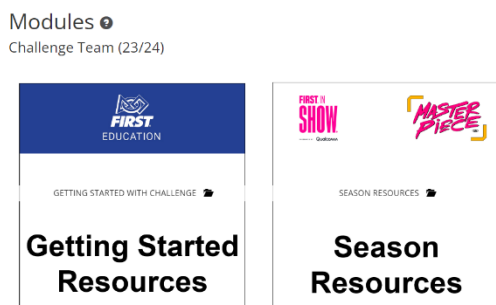 Modules ?
Challenge Team (23/24)
FIRST
EDUCATION
GETTING STARTED WITH CHALLENGE
Getting Started
Resources
FIRST IN
SHOW
Qualcomm
MASTER
PIECE
SEASON RESOURCES
Season
Resources